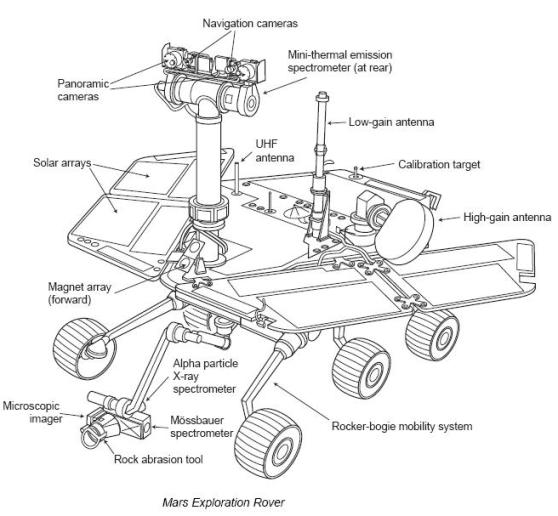 Navigation cameras
Mini-thermal emission
spectrometer (at rear)
Panoramic
cameras
Low-gain antenna
UHF
antenna
Calibration target
Solar arrays
High-gain antenna
Magnet array
(forward)
Alpha particle
X-ray
spectrometer
Microscopic
imager
Mössbauer
spectrometer
Rocker-bogie mobility system
Rock abrasion tool
Mars Exploration Rover